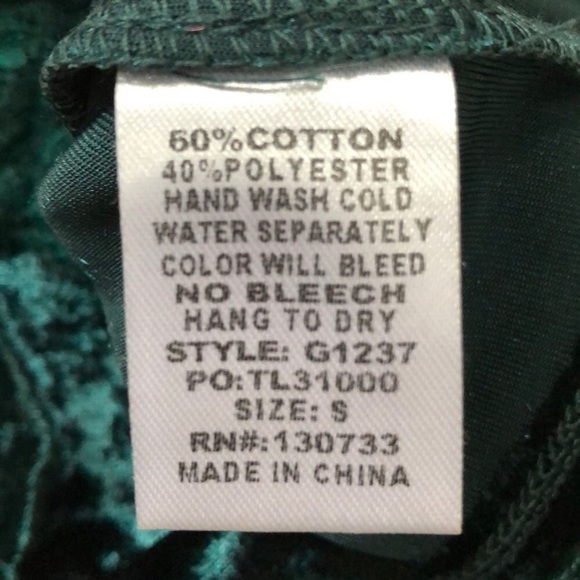 60%COTTON
40%POLYESTER
HAND WASH COLD
WATER SEPARATELY
COLOR WILL BLEED
NO BLEECH
HANG TO DRY
STYLE: G1237
PO:TL31000
SIZE: S
RN#:130733
MADE IN CHINA